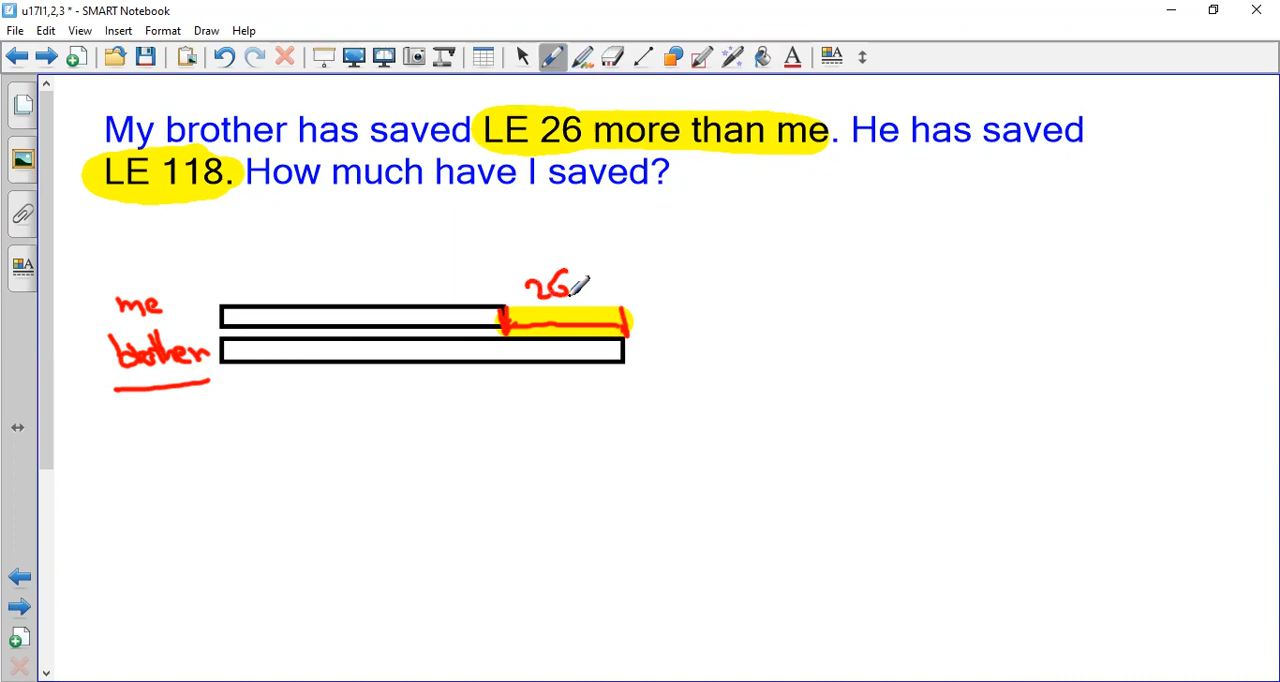 u17l1,2,3 * - SMART Notebook
File Edit View Insert Format Draw Help
My brother has saved LE 26 more than me. He has saved
LE 118. How much have I saved?
26
me
brother